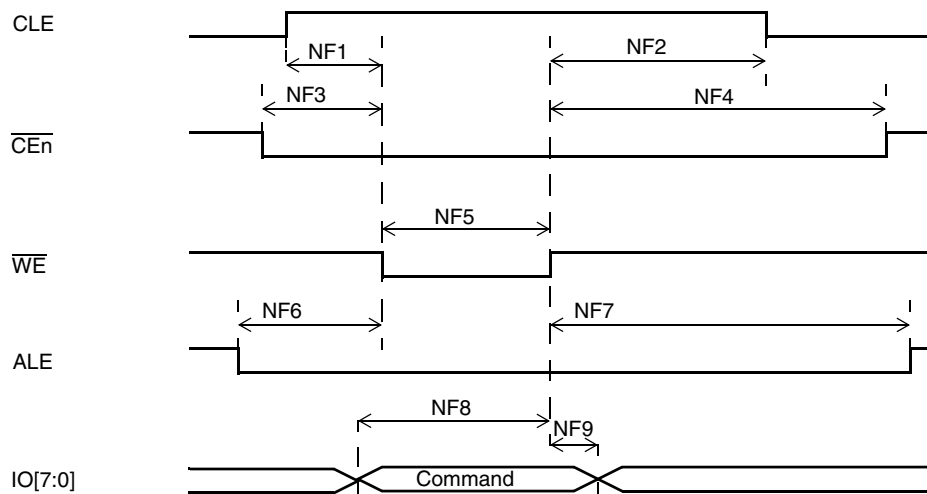 CLE
NF1
NF2
NF3
NF4
CEn
NF5
WE
NF6
NF7
ALE
NF8
NF9
IO[7:0]
Command